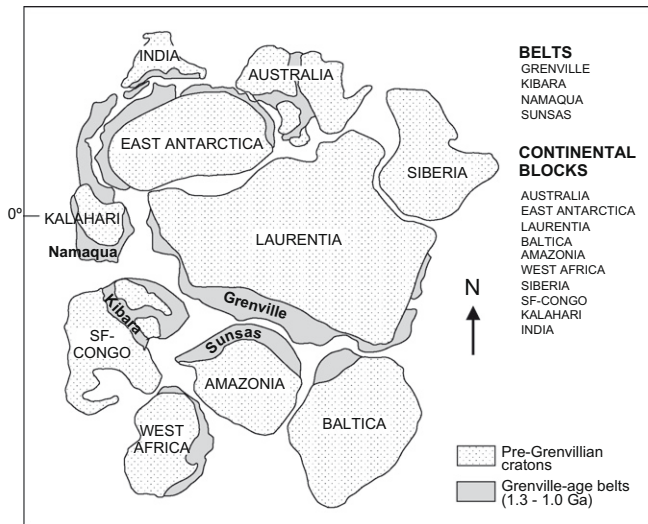 INDIA
AUSTRALIA
EAST ANTARCTICA
SIBERIA
0º
KALAHARI
Namaqua
LAURENTIA
Grenville
Kibara
SF-
CONGO
Sunsas
AMAZONIA
BALTICA
WEST
AFRICA
BELTS
GRENVILLE
KIBARA
NAMAQUA
SUNSAS
CONTINENTAL
BLOCKS
AUSTRALIA
EAST ANTARCTICA
LAURENTIA
BALTICA
AMAZONIA
WEST AFRICA
SIBERIA
SF-CONGO
KALAHARI
INDIA
N
Pre-Grenvillian
cratons
Grenville-age belts
(1.3 - 1.0 Ga)